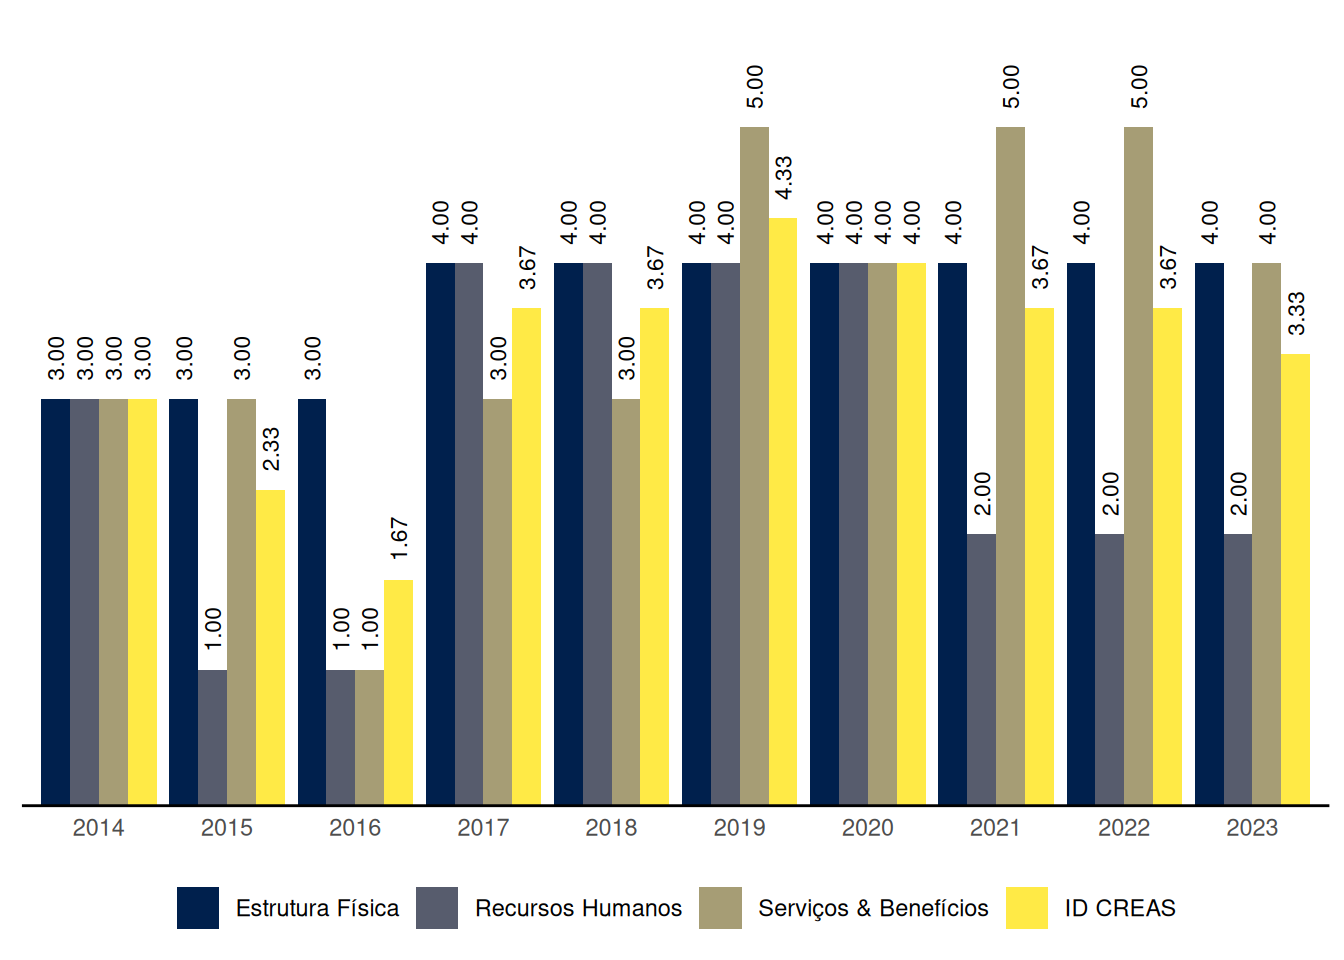 3.00 3.00 3.00 3.00 3.00 1.00 3.00 2.33 3.00 1.00 1.00 1.67 4.00 4.00 3.00 3.67 4.00 4.00 3.00 3.67 4.00 4.00 5.00 4.33 4.00 4.00 4.00 4.00 4.00 2.00 5.00 3.67 4.00 2.00 5.00 3.67 4.00 2.00 4.00 3.33
2014 2015 2016 2017 2018 2019 2020 2021 2022 2023
Estrutura Física Recursos Humanos Serviços & Benefícios ID CREAS